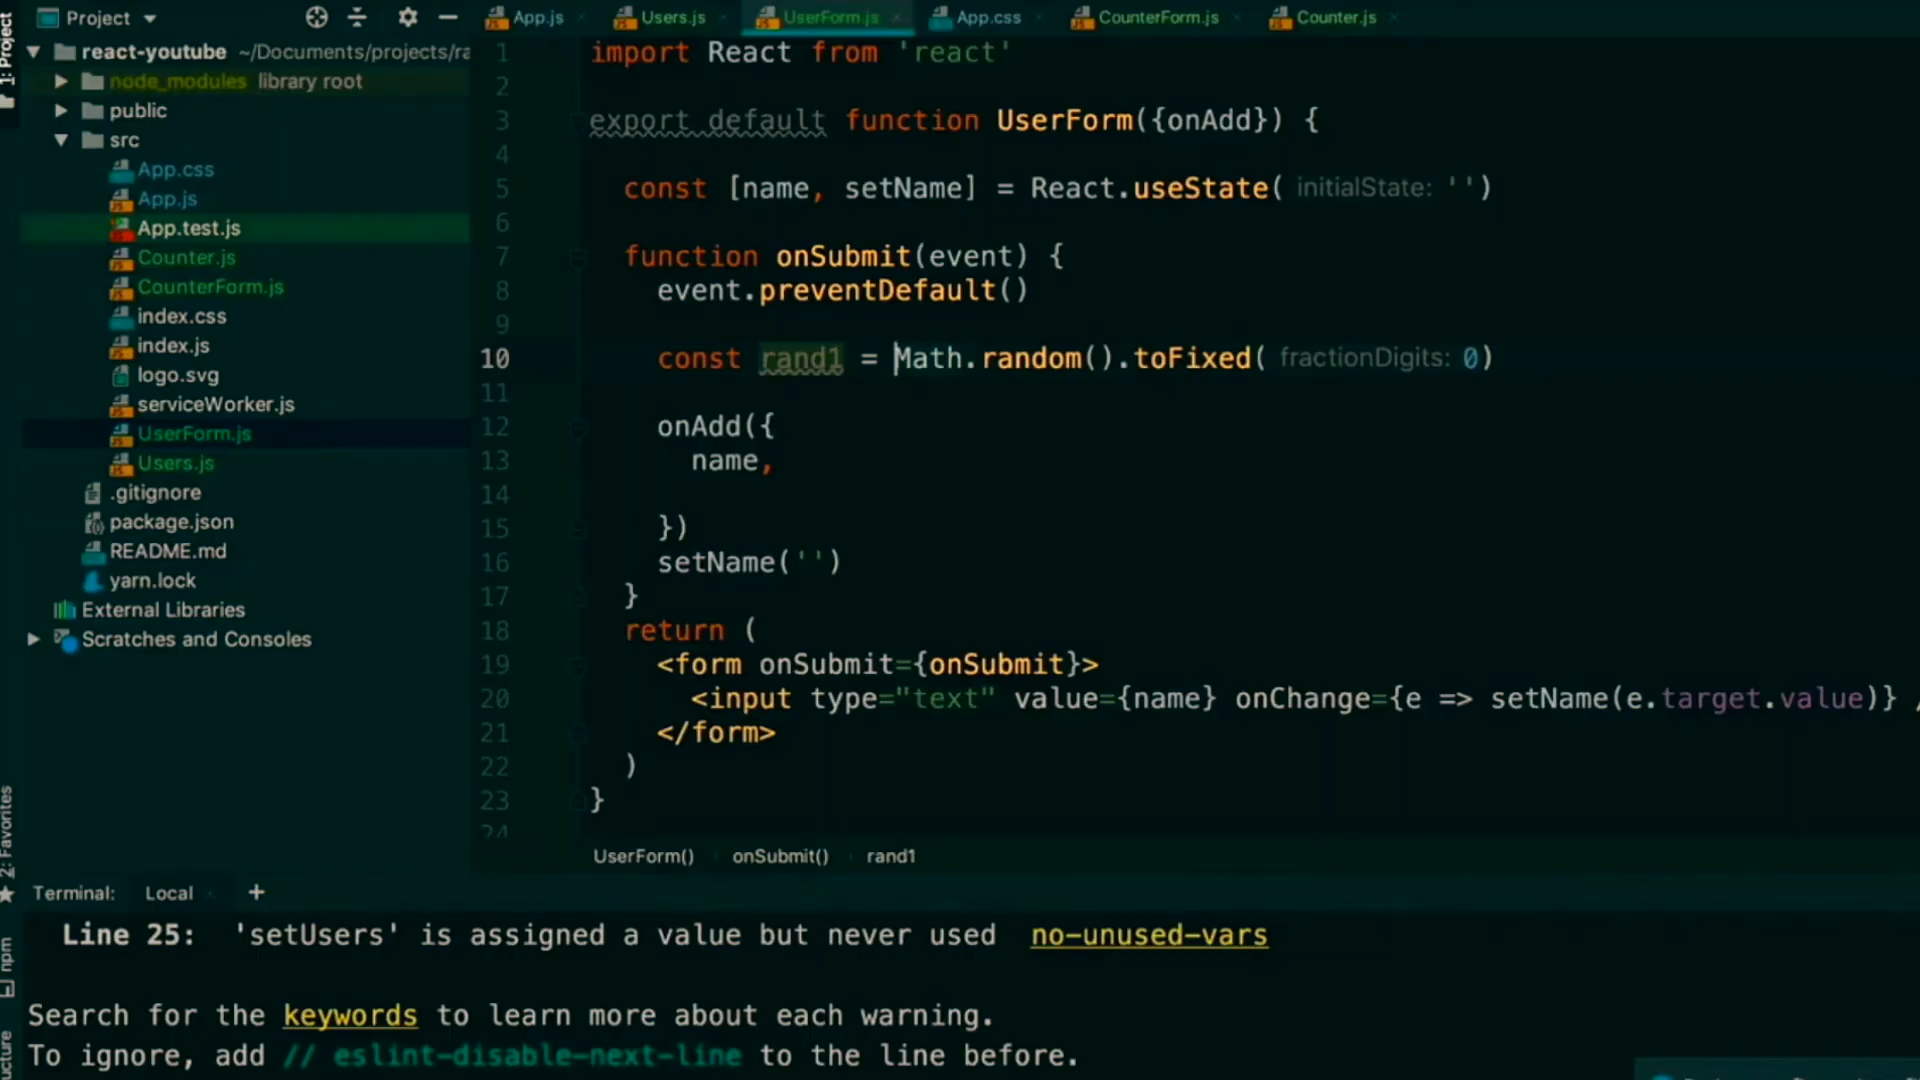 Project
App.js
Users.js
UserForm.js
App.css
CounterForm.js
Counter.js
1: Project
react-youtube ~/Documents/projects/ra
node_modules library root
public
src
App.css
App.js
App.test.js
Counter.js
CounterForm.js
index.css
index.js
logo.svg
serviceWorker.js
UserForm.js
Users.js
.gitignore
package.json
README.md
yarn.lock
External Libraries
Scratches and Consoles
2: Favorites
npm
ucture
1 import React from 'react'
2
3 export default function UserForm({onAdd}) {
4
5 const [name, setName] = React.useState( initialState: '')
6
7 function onSubmit(event) {
8 event.preventDefault()
9
10 const rand1 = Math.random().toFixed( fractionDigits: 0)
11
12 onAdd({
13 name,
14
15 })
16 setName('')
17 }
18 return (
19 <form onSubmit={onSubmit}>
20 <input type="text" value={name} onChange={e => setName(e.target.value)} /
21 </form>
22 )
23 }
24
UserForm() onSubmit() rand1
Terminal: Local +
Line 25: 'setUsers' is assigned a value but never used no-unused-vars
Search for the keywords to learn more about each warning.
To ignore, add // eslint-disable-next-line to the line before.